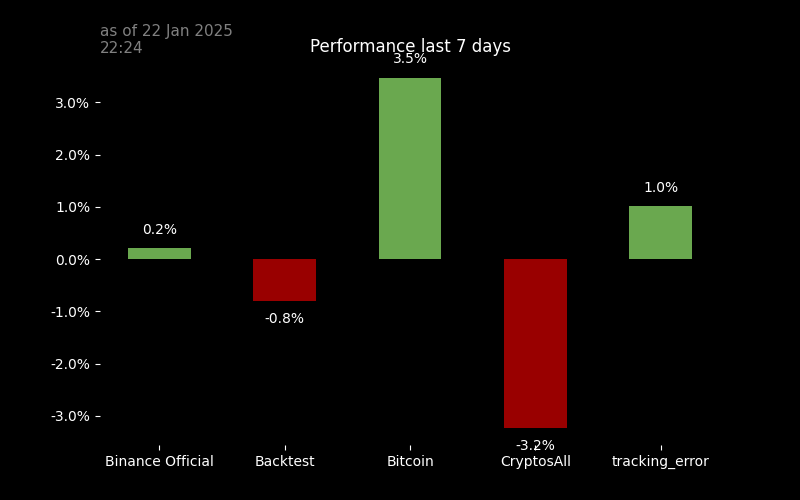 as of 22 Jan 2025
22:24
Performance last 7 days
3.5%
3.0%
2.0%
1.0%
1.0%
0.2%
0.0%
-0.8%
-1.0%
-2.0%
-3.0%
-3.2%
Binance Official
Backtest
Bitcoin
CryptosAll
tracking_error